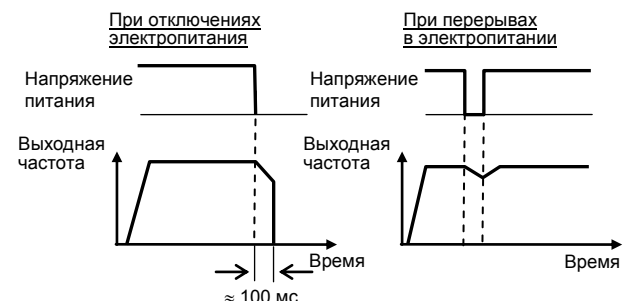 При отключениях
электропитания
Напряжение
питания
Выходная
частота
Время
≈ 100 мс
При перерывах
в электропитании
Напряжение
питания
Выходная
частота
Время